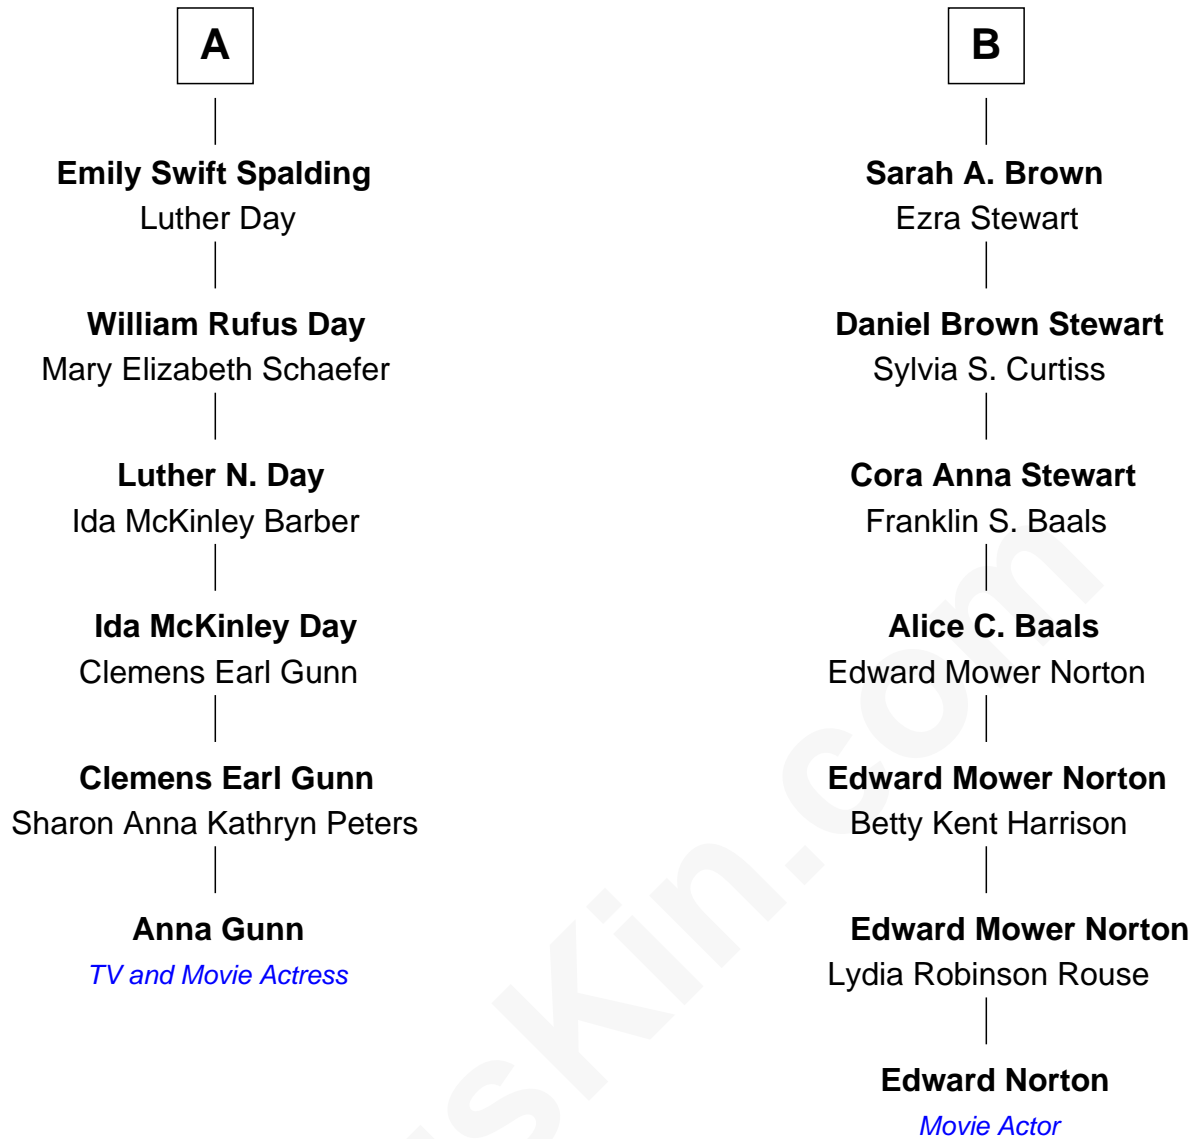 A
Emily Swift Spalding
Luther Day
William Rufus Day
Mary Elizabeth Schaefer
Luther N. Day
Ida McKinley Barber
Ida McKinley Day
Clemens Earl Gunn
Clemens Earl Gunn
Sharon Anna Kathryn Peters
Anna Gunn
TV and Movie Actress
B
Sarah A. Brown
Ezra Stewart
Daniel Brown Stewart
Sylvia S. Curtiss
Cora Anna Stewart
Franklin S. Baals
Alice C. Baals
Edward Mower Norton
Edward Mower Norton
Betty Kent Harrison
Edward Mower Norton
Lydia Robinson Rouse
Edward Norton
Movie Actor
sKin.com